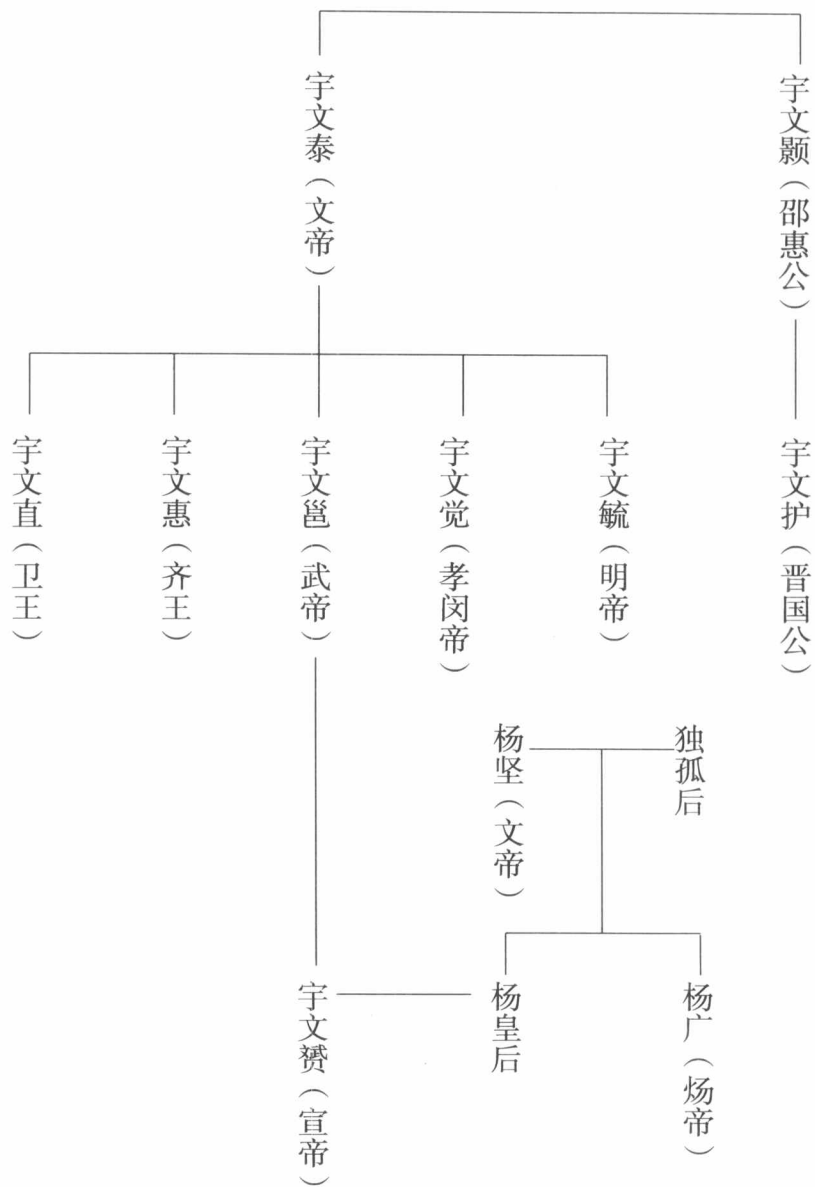 宇文颢（邵惠公）
宇文泰（文帝）
宇文护（晋国公）
宇文毓（明帝）
宇文觉（孝闵帝）
宇文邕（武帝）
宇文惠（齐王）
宇文直（卫王）
独孤后
杨坚（文帝）
杨广（炀帝）
杨皇后
宇文赟（宣帝）